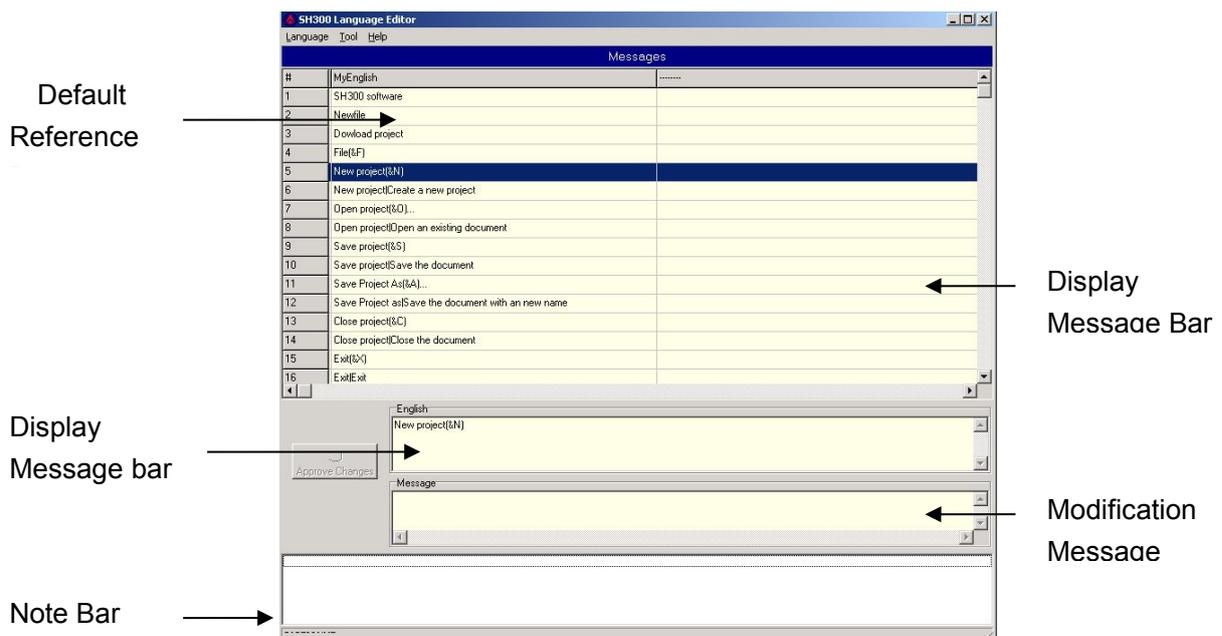 SH300 Language Editor
Language Tool Help
Messages
# MyEnglish --------
1 SH300 software
2 Newfile
3 Dowload project
4 File(&F)
5 New project(&N)
6 New project|Create a new project
7 Open project(&O)...
8 Open project|Open an existing document
9 Save project(&S)
10 Save project|Save the document
11 Save Project As(&A)...
12 Save Project as|Save the document with an new name
13 Close project(&C)
14 Close project|Close the document
15 Exit(&X)
16 Exit|Exit
Default
Reference
Display
Message Bar
English
New project(&N)
Approve Changes
Display
Message bar
Message
Modification
Message
Note Bar